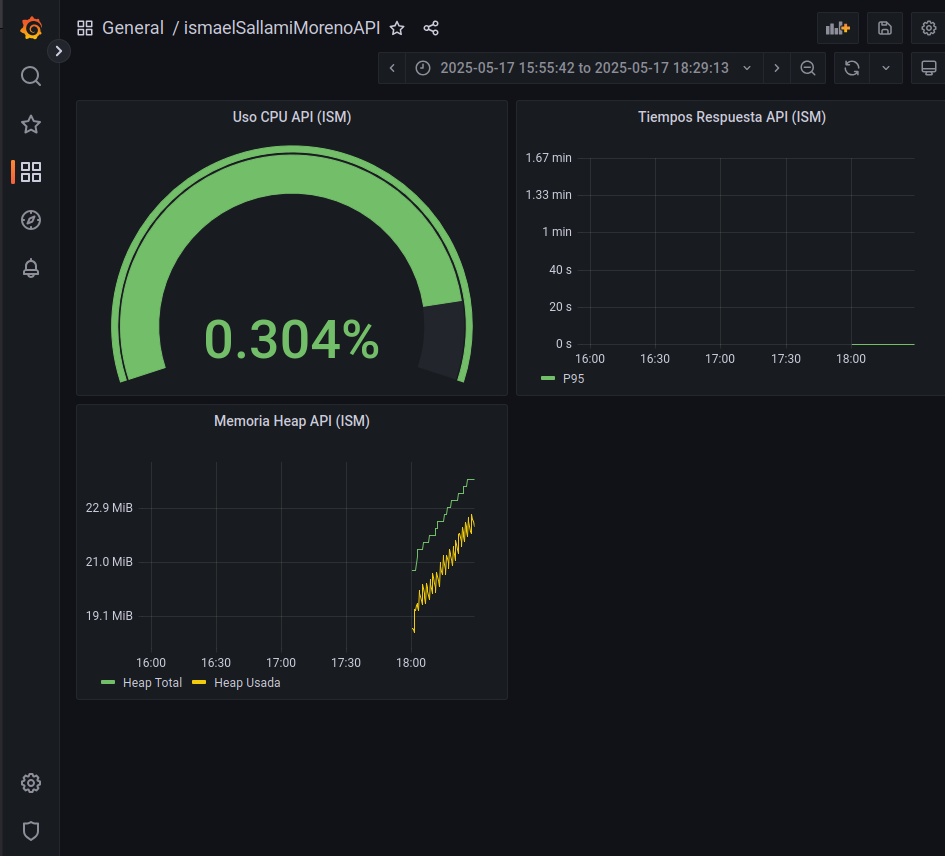 General / ismaelSallamiMorenoAPI
2025-05-17 15:55:42 to 2025-05-17 18:29:13
Uso CPU API (ISM)
0.304%
Tiempos Respuesta API (ISM)
1.67 min
1.33 min
1 min
40 s
20 s
0 s
16:00 16:30 17:00 17:30 18:00
P95
Memoria Heap API (ISM)
22.9 MiB
21.0 MiB
19.1 MiB
16:00 16:30 17:00 17:30 18:00
Heap Total Heap Usada